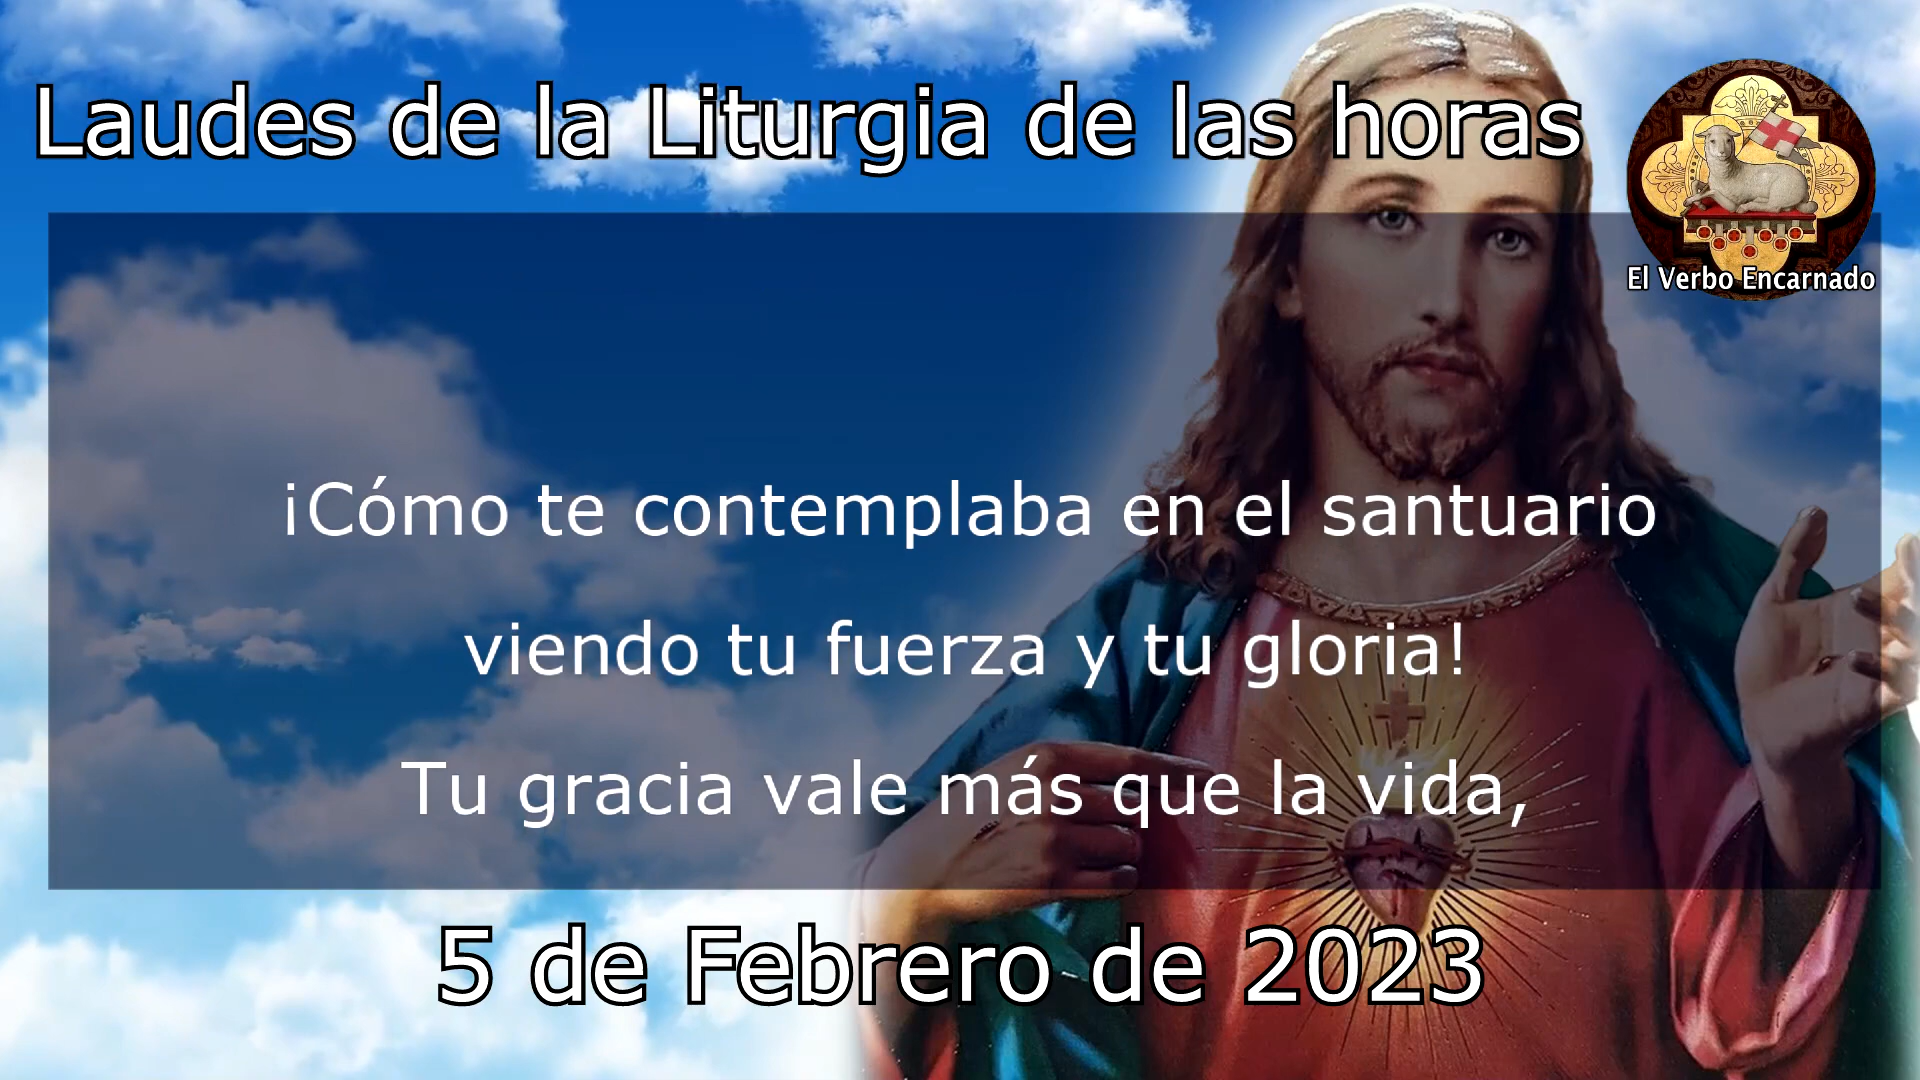 Laudes de la Liturgia de las horas
El Verbo Encarnado
¡Cómo te contemplaba en el santuario
viendo tu fuerza y tu gloria!
Tu gracia vale más que la vida,
5 de Febrero de 2023